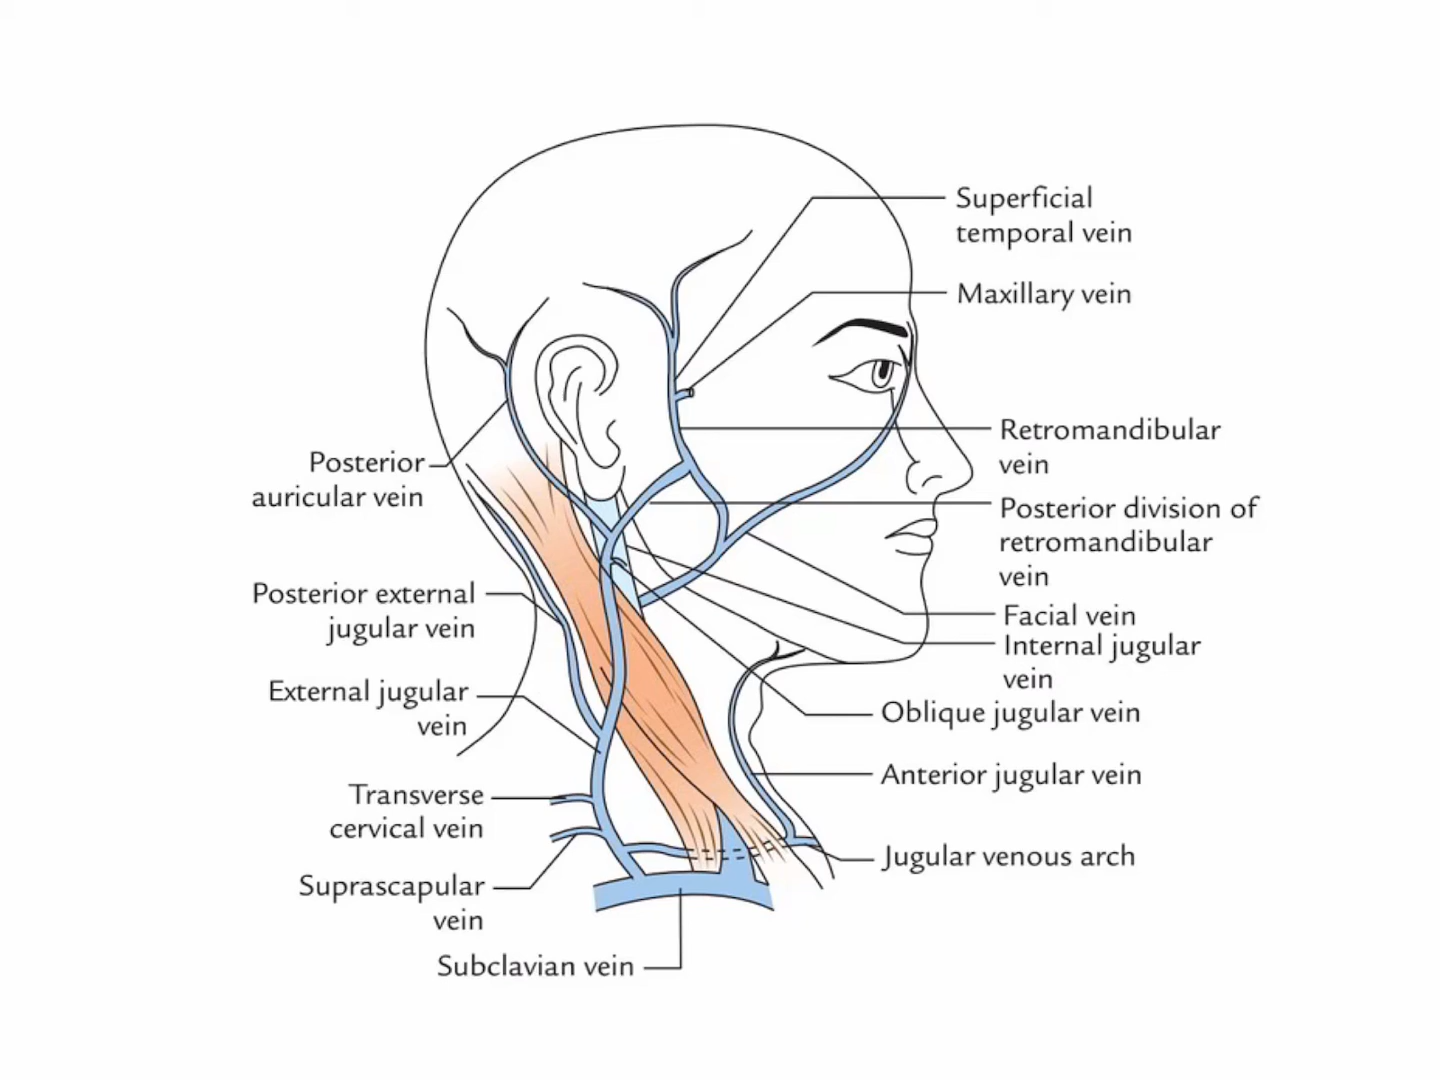 Superficial
temporal vein
Maxillary vein
Retromandibular
vein
Posterior division of
retromandibular
vein
Facial vein
Internal jugular
vein
Oblique jugular vein
Anterior jugular vein
Jugular venous arch
Posterior
auricular vein
Posterior external
jugular vein
External jugular
vein
Transverse
cervical vein
Suprascapular
vein
Subclavian vein